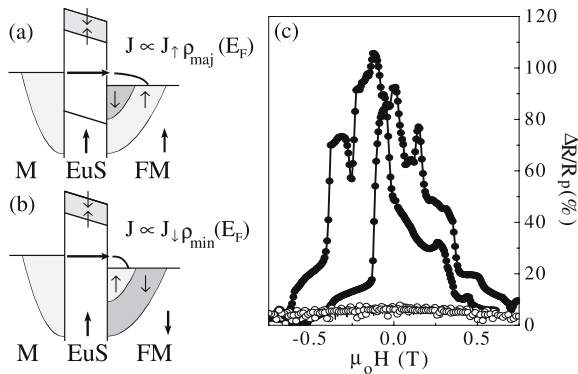 (a)
J ∝ J↑ρmaj(EF)
M EuS FM
(b)
J ∝ J↓ρmin(EF)
M EuS FM
(c)
120
100
80
60
40
20
0
ΔR/RP(%)
-0.5 0.0 0.5
μoH (T)